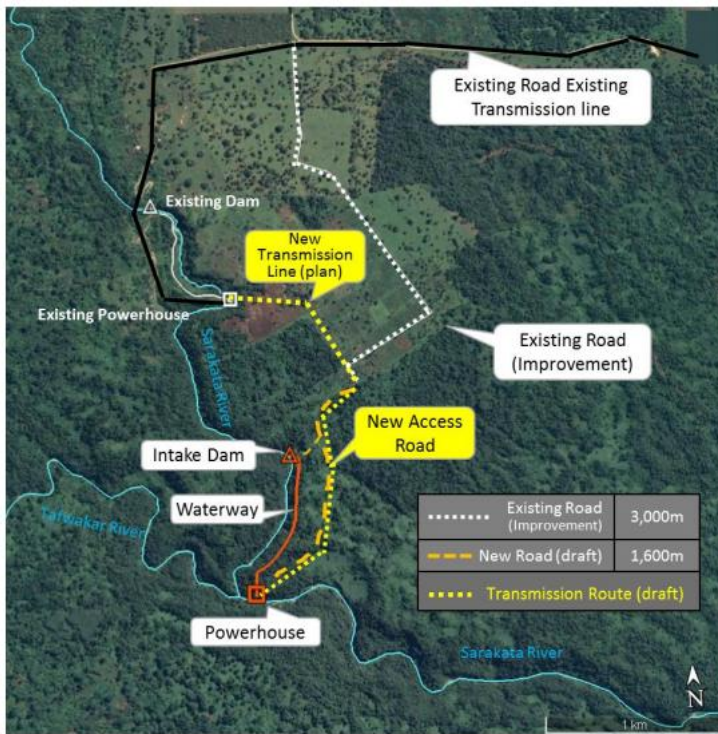 Existing Road Existing
Transmission line
Existing Dam
New
Transmission
Line (plan)
Existing Powerhouse
Sarakata River
Existing Road
(Improvement)
New Access
Road
Intake Dam
Waterway
Tafwakar River
Existing Road
(Improvement)
3,000m
New Road (draft)
1,600m
Transmission Route (draft)
Powerhouse
Sarakata River
N
1 km